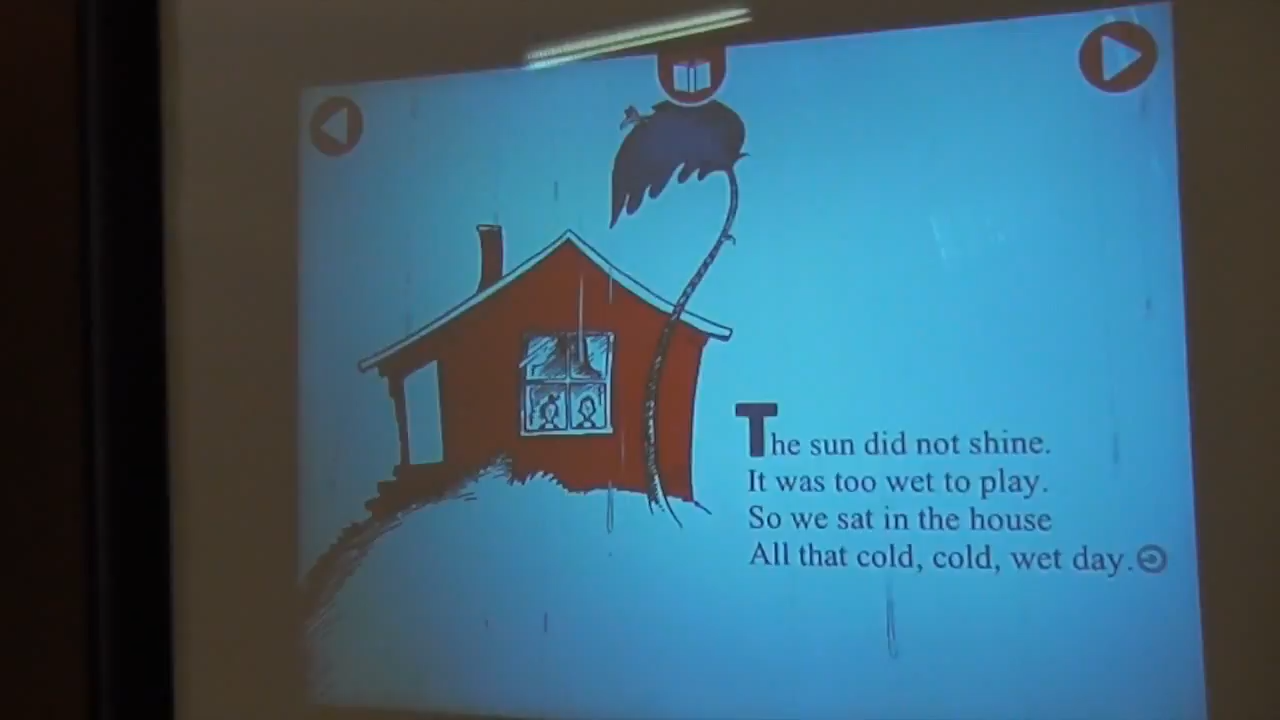 The sun did not shine.
It was too wet to play.
So we sat in the house
All that cold, cold, wet day.